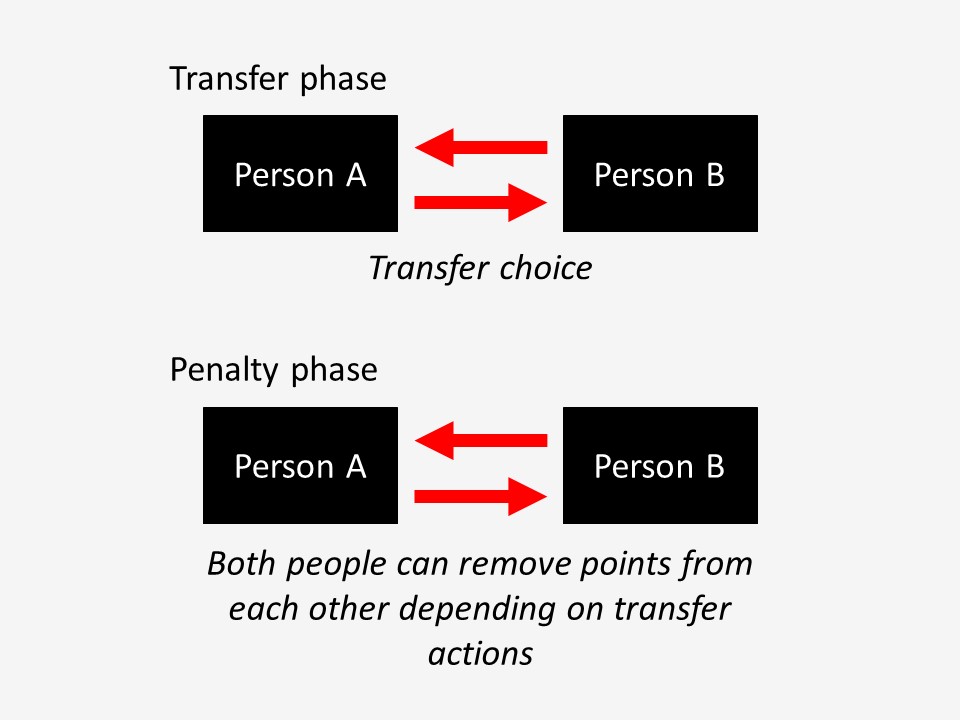 Transfer phase
Person A
Person B
Transfer choice
Penalty phase
Person A
Person B
Both people can remove points from
each other depending on transfer
actions